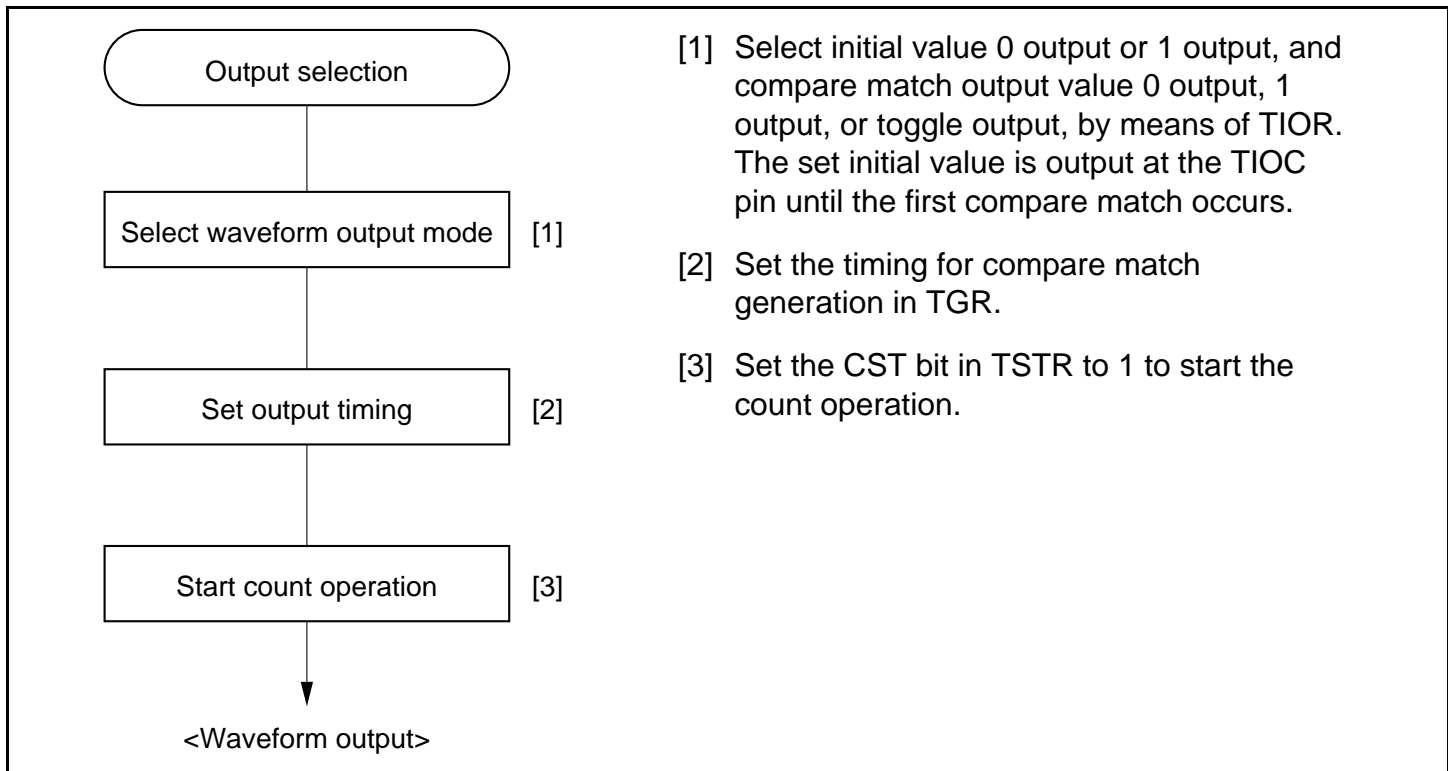 Output selection
Select waveform output mode
[1]
Set output timing
[2]
Start count operation
[3]
<Waveform output>
[1] Select initial value 0 output or 1 output, and
compare match output value 0 output, 1
output, or toggle output, by means of TIOR.
The set initial value is output at the TIOC
pin until the first compare match occurs.
[2] Set the timing for compare match
generation in TGR.
[3] Set the CST bit in TSTR to 1 to start the
count operation.